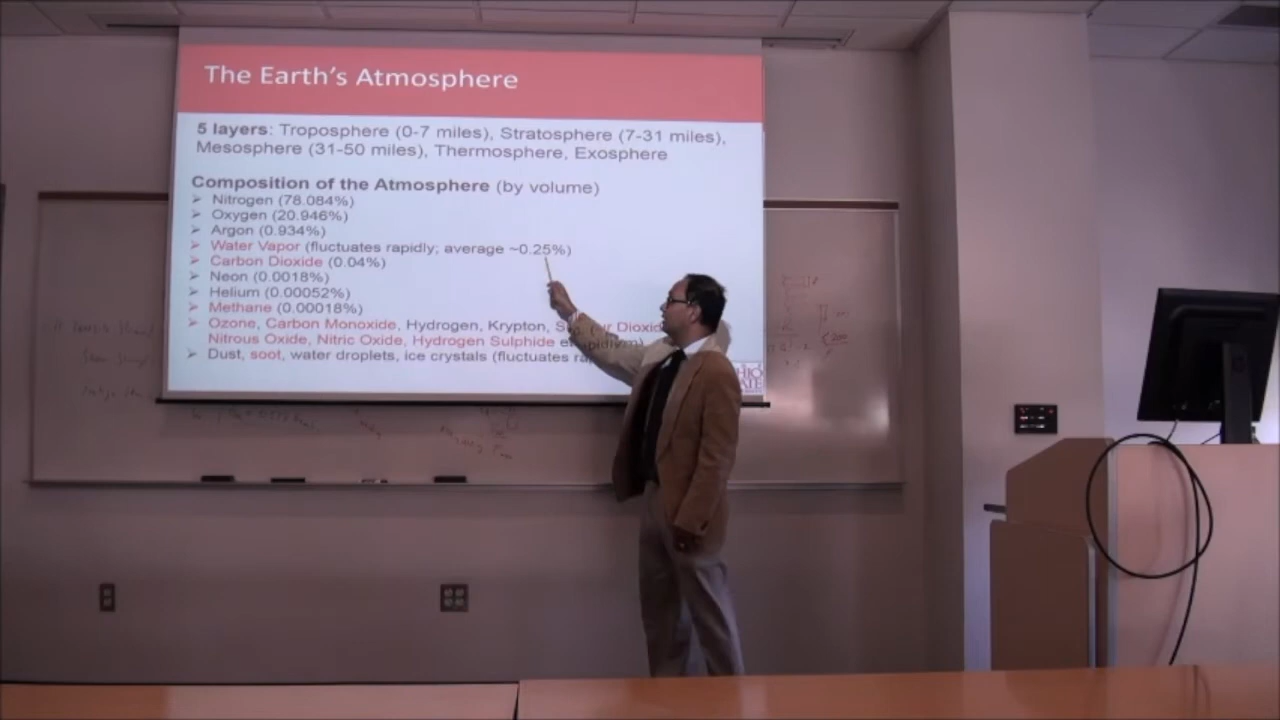 The Earth's Atmosphere
5 layers: Troposphere (0-7 miles), Stratosphere (7-31 miles),
Mesosphere (31-50 miles), Thermosphere, Exosphere
Composition of the Atmosphere (by volume)
➢ Nitrogen (78.084%)
➢ Oxygen (20.946%)
➢ Argon (0.934%)
➢ Water Vapor (fluctuates rapidly; average ~0.25%)
➢ Carbon Dioxide (0.04%)
➢ Neon (0.0018%)
➢ Helium (0.00052%)
➢ Methane (0.00018%)
➢ Ozone, Carbon Monoxide, Hydrogen, Krypton,
Nitrous Oxide, Nitric Oxide, Hydrogen Sulphide
➢ Dust, soot, water droplets, ice crystals (fluctuates